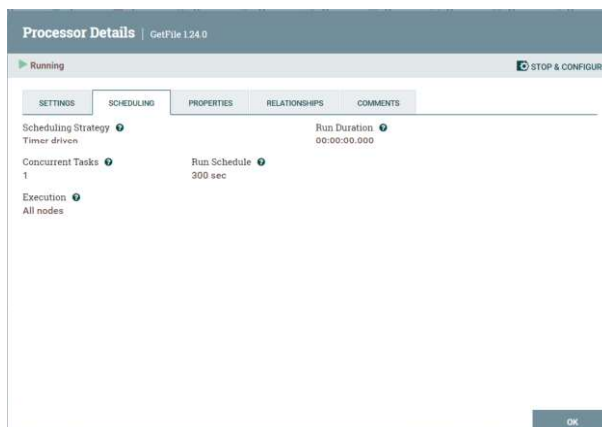 Processor Details | GetFile 1.24.0
Running
STOP & CONFIGUR
SETTINGS SCHEDULING PROPERTIES RELATIONSHIPS COMMENTS
Scheduling Strategy Run Duration
Timer driven 00:00:00.000
Concurrent Tasks Run Schedule
1 300 sec
Execution
All nodes
OK